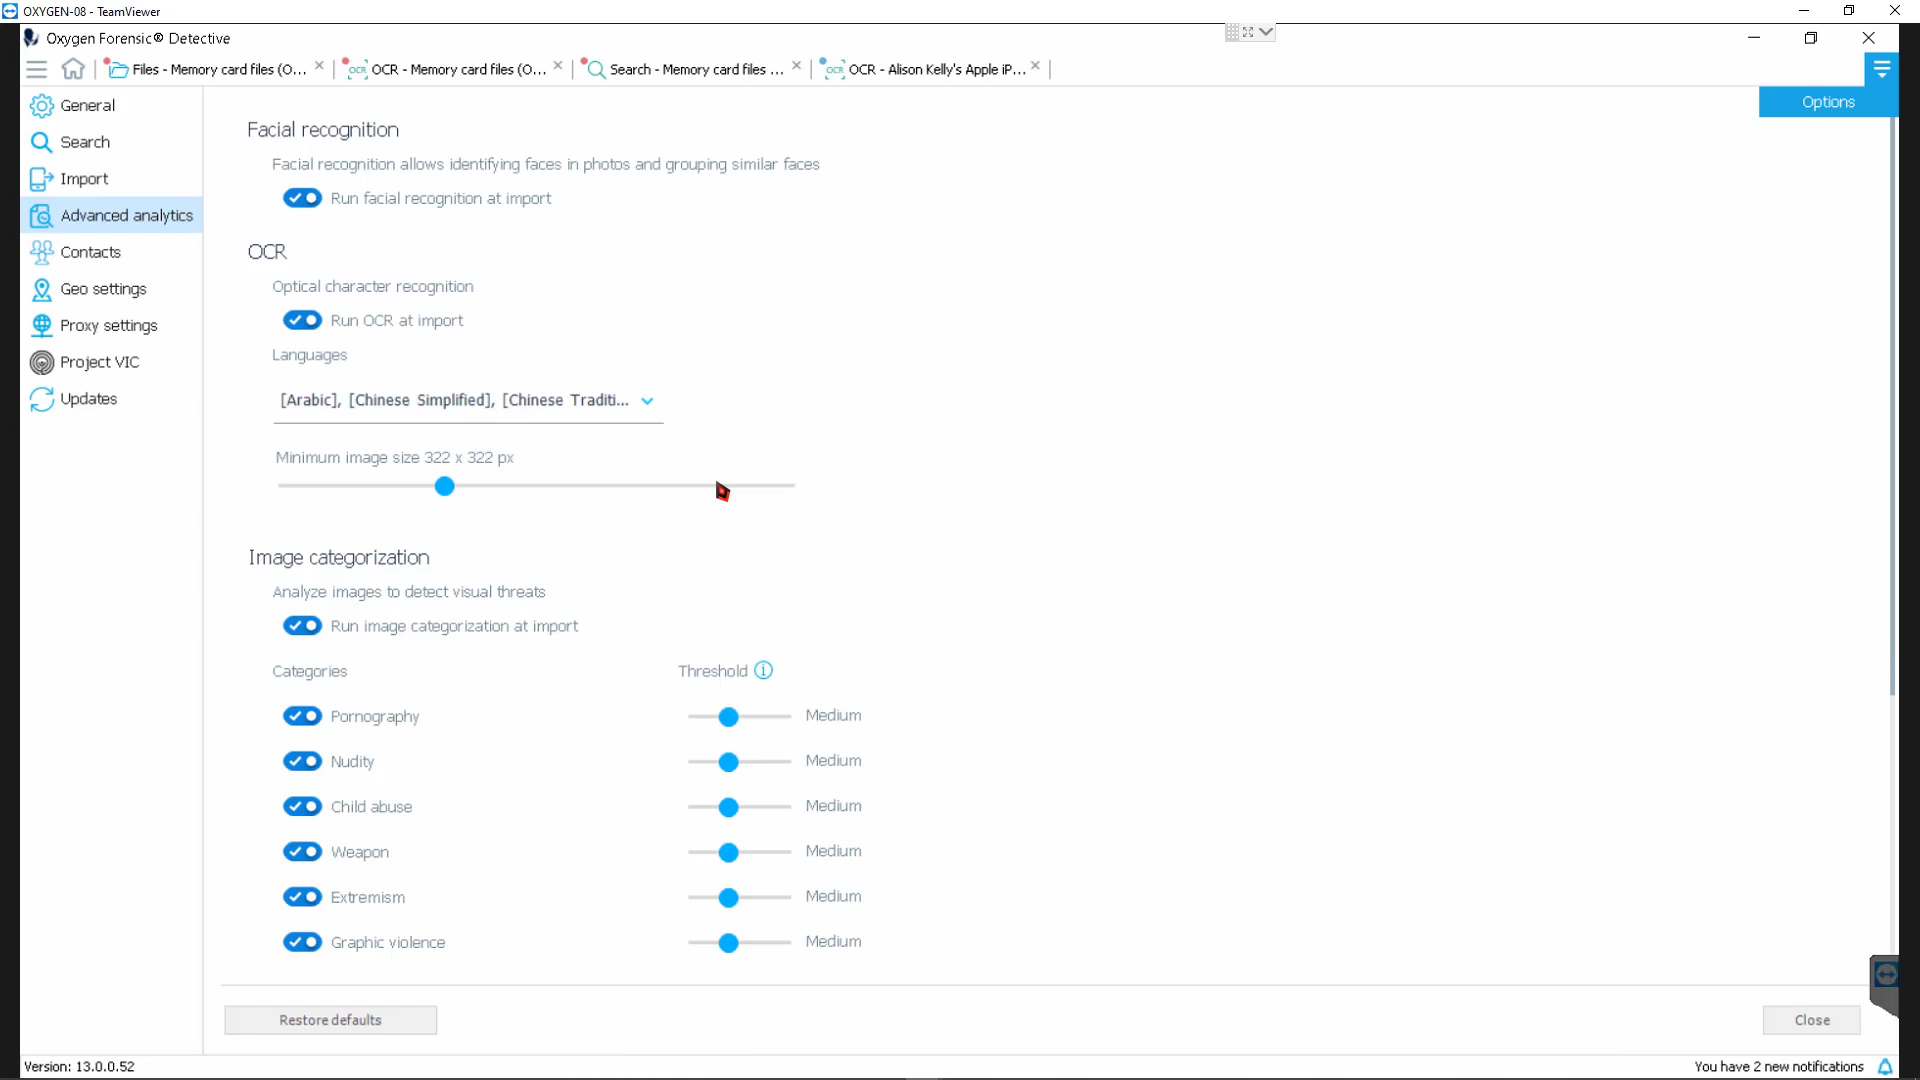 OXYGEN-08 - TeamViewer
Oxygen Forensic® Detective
Files - Memory card files (O...
OCR
OCR - Memory card files (O...
Search - Memory card files ...
OCR
OCR - Alison Kelly's Apple iP...
Options
General
Search
Import
Advanced analytics
Contacts
Geo settings
Proxy settings
Project VIC
Updates
Facial recognition
Facial recognition allows identifying faces in photos and grouping similar faces
Run facial recognition at import
OCR
Optical character recognition
Run OCR at import
Languages
[Arabic], [Chinese Simplified], [Chinese Traditi...
Minimum image size 322 x 322 px
Image categorization
Analyze images to detect visual threats
Run image categorization at import
Categories
Threshold
Pornography
Medium
Nudity
Medium
Child abuse
Medium
Weapon
Medium
Extremism
Medium
Graphic violence
Medium
Restore defaults
Close
Version: 13.0.0.52
You have 2 new notifications